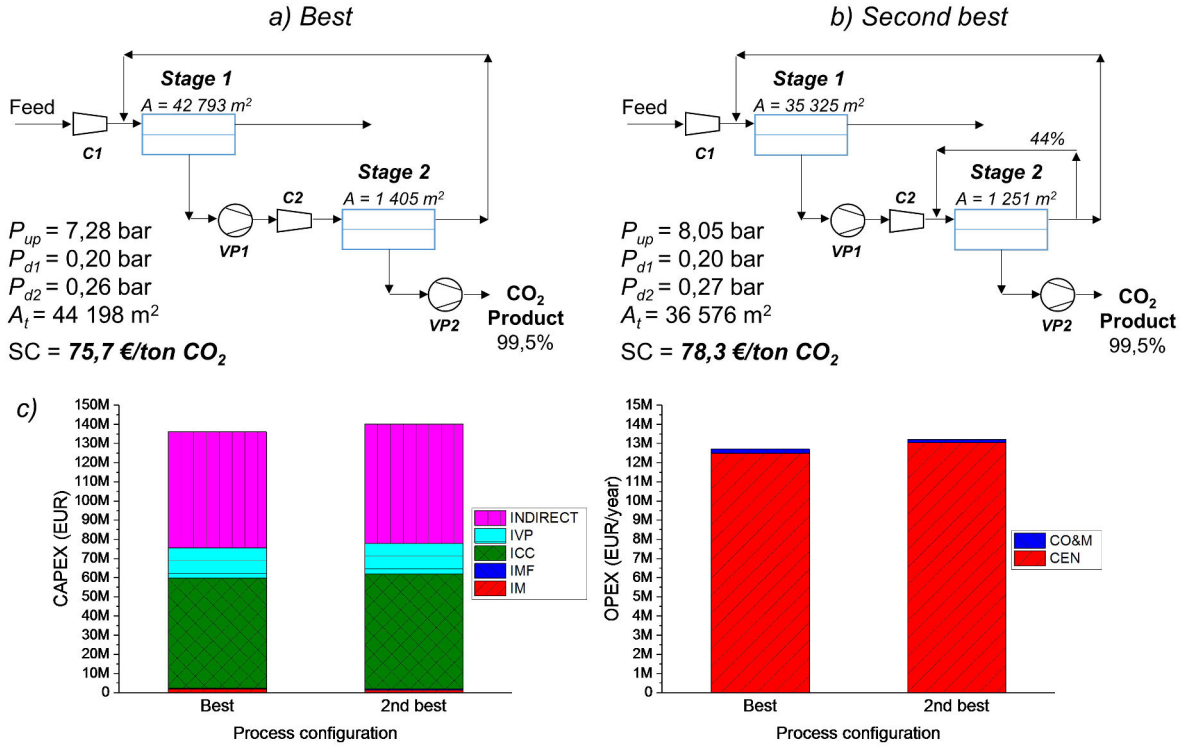 a) Best
Stage 1
A = 42 793 m²
Feed
C1
Stage 2
A = 1 405 m²
C2
VP1
VP2
P_up = 7,28 bar
P_d1 = 0,20 bar
P_d2 = 0,26 bar
A_t = 44 198 m²
SC = 75,7 €/ton CO₂
CO₂
Product
99,5%
b) Second best
Stage 1
A = 35 325 m²
Feed
C1
44%
Stage 2
A = 1 251 m²
C2
VP1
VP2
P_up = 8,05 bar
P_d1 = 0,20 bar
P_d2 = 0,27 bar
A_t = 36 576 m²
SC = 78,3 €/ton CO₂
CO₂
Product
99,5%
c)
CAPEX (EUR)
150M
140M
130M
120M
110M
100M
90M
80M
70M
60M
50M
40M
30M
20M
10M
0
Best
2nd best
Process configuration
INDIRECT
IVP
ICC
IMF
IM
OPEX (EUR/year)
15M
14M
13M
12M
11M
10M
9M
8M
7M
6M
5M
4M
3M
2M
1M
0
Best
2nd best
Process configuration
CO&M
CEN